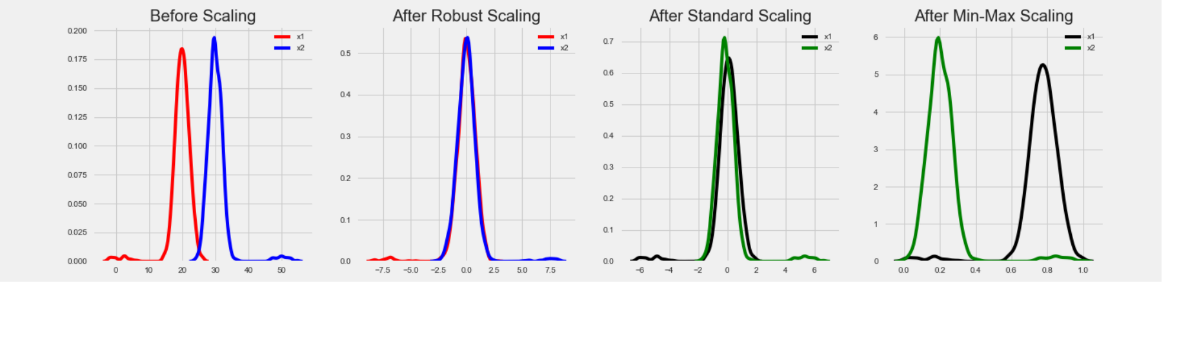 Before Scaling
0.200
0.175
0.150
0.125
0.100
0.075
0.050
0.025
0.000
0 10 20 30 40 50
x1
x2
After Robust Scaling
0.5
0.4
0.3
0.2
0.1
0.0
−7.5 −5.0 −2.5 0.0 2.5 5.0 7.5
x1
x2
After Standard Scaling
0.7
0.6
0.5
0.4
0.3
0.2
0.1
0.0
−6 −4 −2 0 2 4 6
x1
x2
After Min-Max Scaling
6
5
4
3
2
1
0
0.0 0.2 0.4 0.6 0.8 1.0
x1
x2